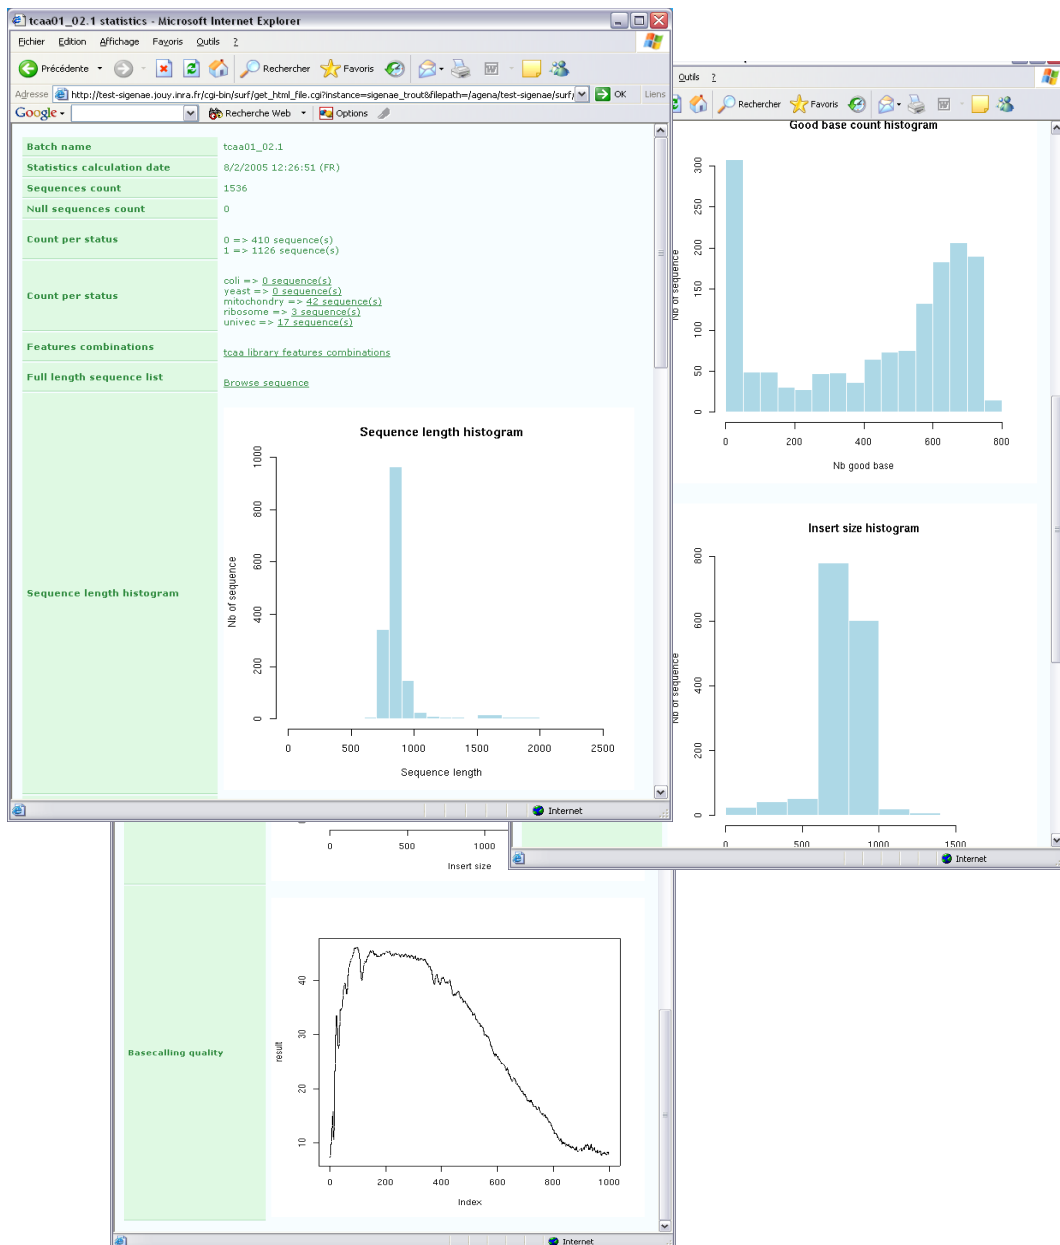 tcaa01_02.1 statistics - Microsoft Internet Explorer
Fichier Edition Affichage Favoris Outils ?
Précédente Rechercher Favoris
Adresse http://test-sigenae.jouy.inra.fr/cgi-bin/surf/get_html_file.cgi?instance=sigenae_trout&filepath=/agena/test-sigenae/surf/ OK Liens
Google Recherche Web Options
Batch name tcaa01_02.1
Statistics calculation date 8/2/2005 12:26:51 (FR)
Sequences count 1536
Null sequences count 0
Count per status 0 => 410 sequence(s)
1 => 1126 sequence(s)
Count per status coli => 0 sequence(s)
yeast => 0 sequence(s)
mitochondry => 42 sequence(s)
ribosome => 3 sequence(s)
univec => 17 sequence(s)
Features combinations tcaa library features combinations
Full length sequence list Browse sequence
Sequence length histogram
Sequence length histogram
Nb of sequence
0 200 400 600 800 1000
0 500 1000 1500 2000 2500
Sequence length
Internet
Outils ?
Rechercher Favoris
Good base count histogram
Nb of sequence
0 50 100 150 200 250 300
0 200 400 600 800
Nb good base
Insert size histogram
Nb of sequence
0 200 400 600 800
0 500 1000 1500
Internet
0 500 1000
Insert size
Basecalling quality
result
10 20 30 40
0 200 400 600 800 1000
Index
Internet